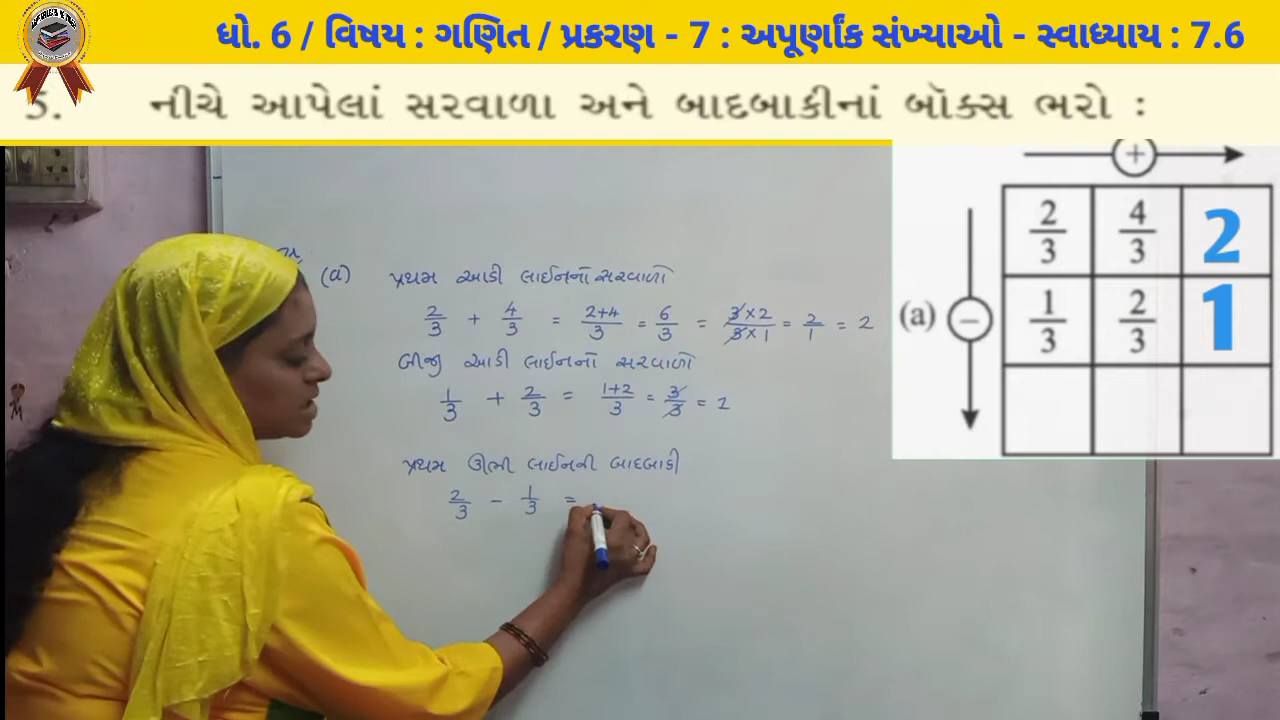 ધો. 6 / વિષય : ગણિત / પ્રકરણ - 7 : અપૂર્ણાંક સંખ્યાઓ - સ્વાધ્યાય : 7.6
5. નીચે આપેલાં સરવાળા અને બાદબાકીનાં બૉક્સ ભરો :
(a) પ્રથમ આડી લાઈનનો સરવાળો
2/3 + 4/3 = 2+4/3 = 6/3 = 3×2/3×1 = 2/1 = 2
બીજી આડી લાઈનનો સરવાળો
1/3 + 2/3 = 1+2/3 = 3/3 = 1
પ્રથમ ઊભી લાઈનની બાદબાકી
2/3 - 1/3 =
+
2/3 4/3 2
(a) − 1/3 2/3 1